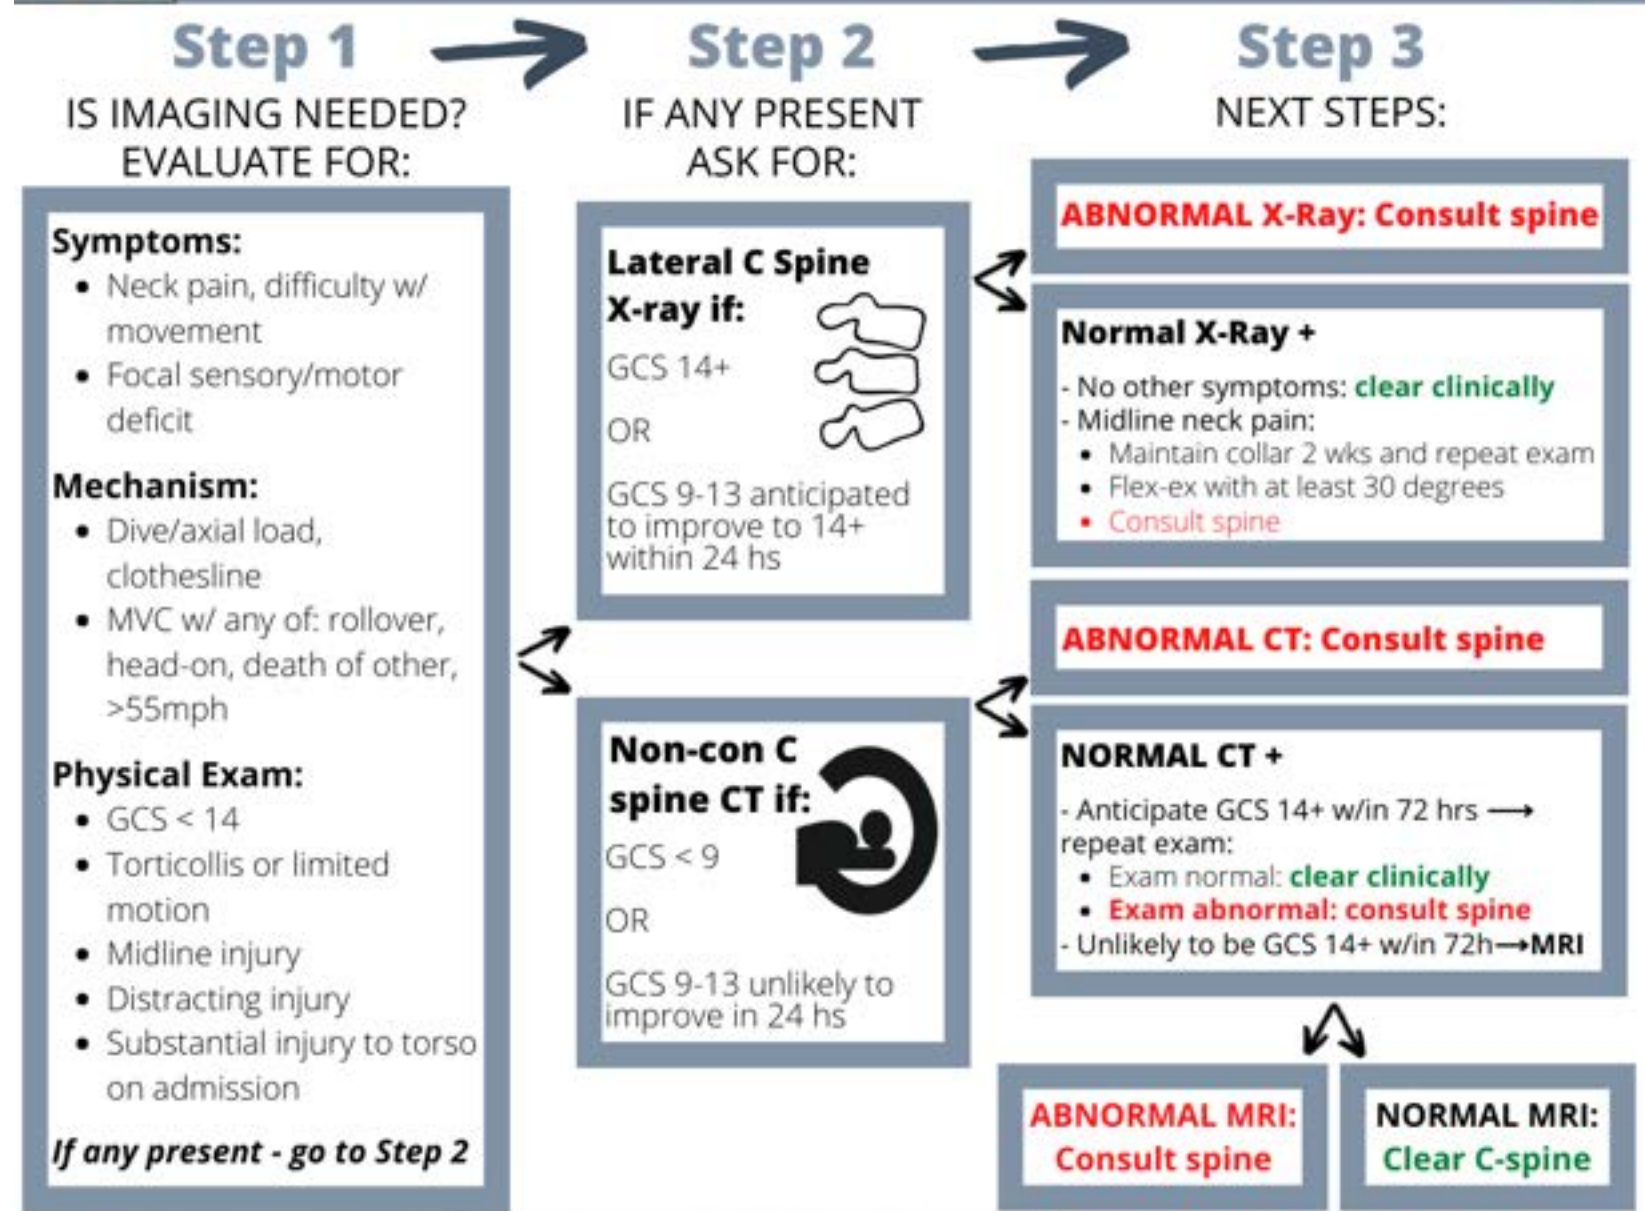 Step 1
IS IMAGING NEEDED?
EVALUATE FOR:
Symptoms:
• Neck pain, difficulty w/
movement
• Focal sensory/motor
deficit
Mechanism:
• Dive/axial load,
clothesline
• MVC w/ any of: rollover,
head-on, death of other,
>55mph
Physical Exam:
• GCS < 14
• Torticollis or limited
motion
• Midline injury
• Distracting injury
• Substantial injury to torso
on admission
If any present - go to Step 2
Step 2
IF ANY PRESENT
ASK FOR:
Lateral C Spine
X-ray if:
GCS 14+
OR
GCS 9-13 anticipated
to improve to 14+
within 24 hs
Non-con C
spine CT if:
GCS < 9
OR
GCS 9-13 unlikely to
improve in 24 hs
Step 3
NEXT STEPS:
ABNORMAL X-Ray: Consult spine
Normal X-Ray +
- No other symptoms: clear clinically
- Midline neck pain:
• Maintain collar 2 wks and repeat exam
• Flex-ex with at least 30 degrees
• Consult spine
ABNORMAL CT: Consult spine
NORMAL CT +
- Anticipate GCS 14+ w/in 72 hrs →
repeat exam:
• Exam normal: clear clinically
• Exam abnormal: consult spine
- Unlikely to be GCS 14+ w/in 72h→MRI
ABNORMAL MRI:
Consult spine
NORMAL MRI:
Clear C-spine